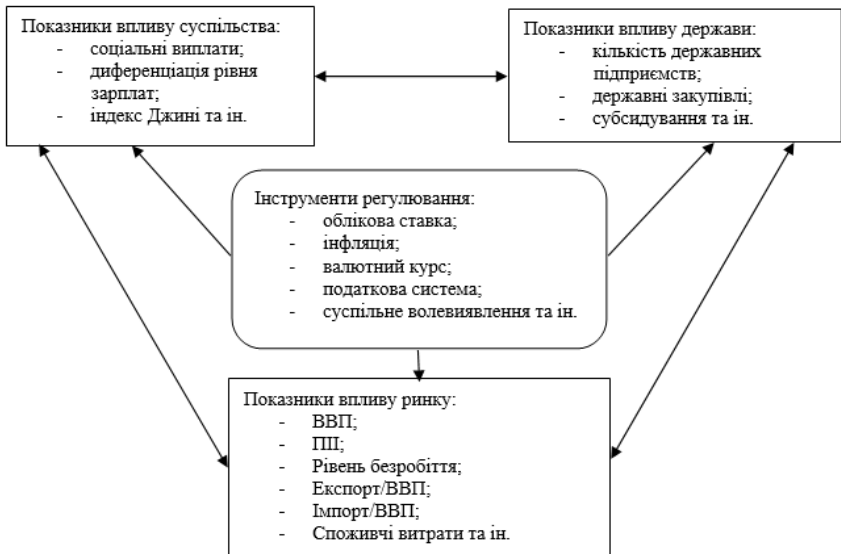 Показники впливу суспільства:
- соціальні виплати;
- диференціація рівня
зарплат;
- індекс Джині та ін.
Показники впливу держави:
- кількість державних
підприємств;
- державні закупівлі;
- субсидування та ін.
Інструменти регулювання:
- облікова ставка;
- інфляція;
- валютний курс;
- податкова система;
- суспільне волевиявлення та ін.
Показники впливу ринку:
- ВВП;
- ПІІ;
- Рівень безробіття;
- Експорт/ВВП;
- Імпорт/ВВП;
- Споживчі витрати та ін.